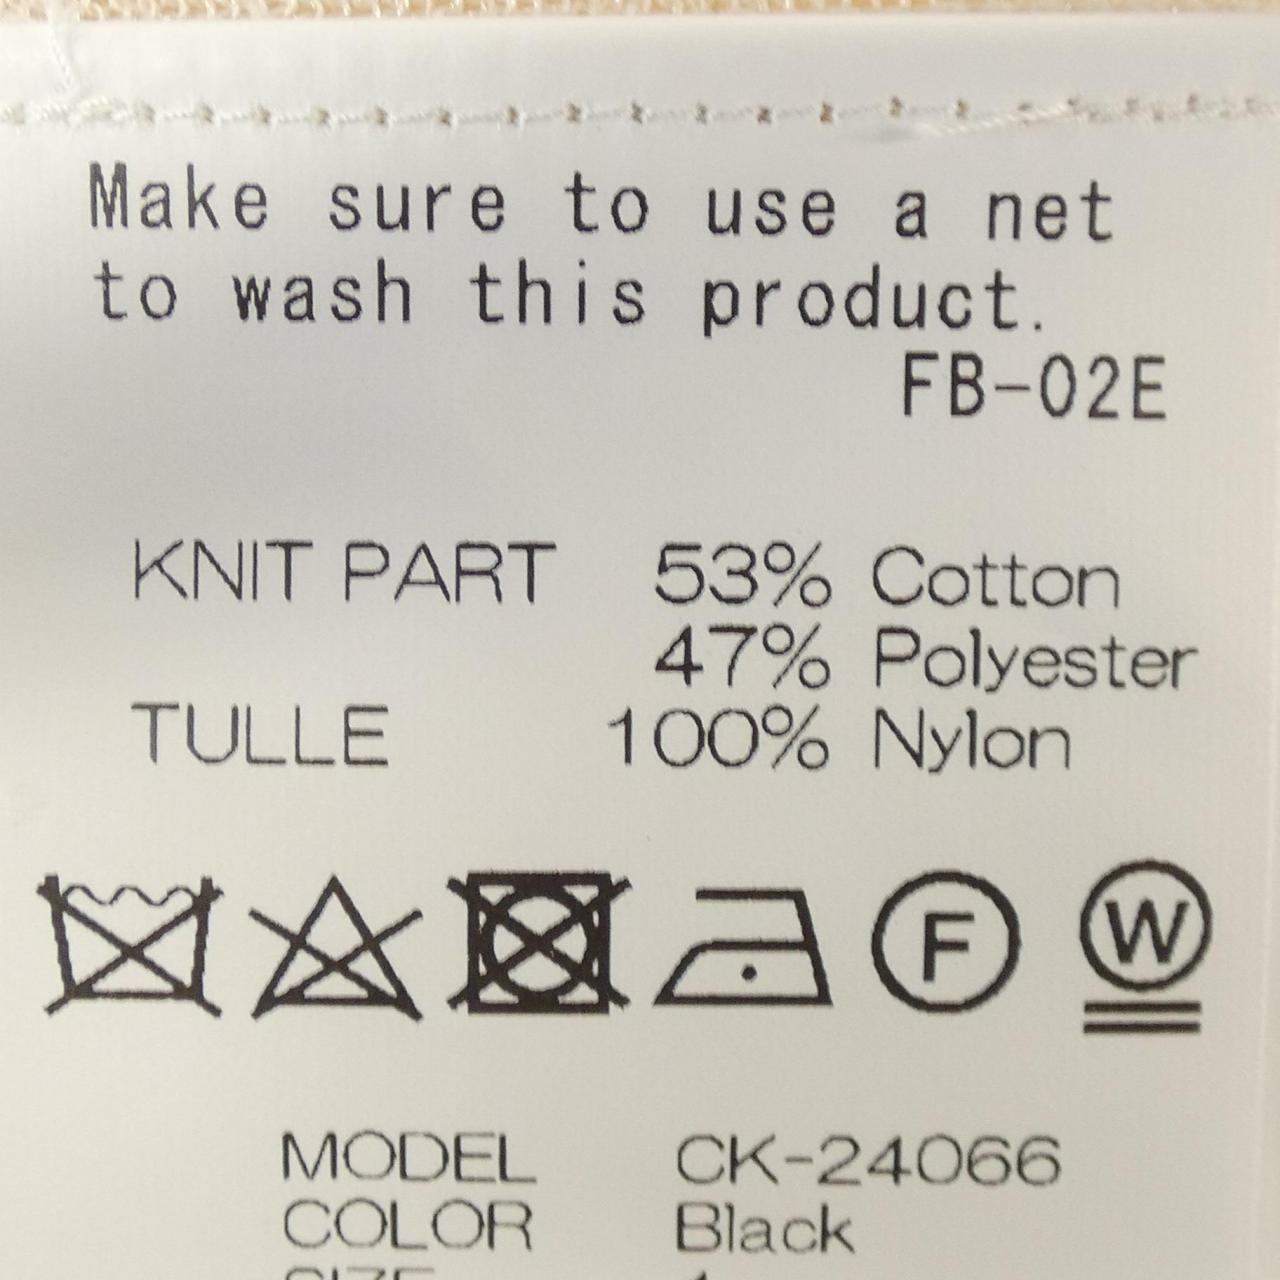 Make sure to use a net
to wash this product.
FB-02E
KNIT PART 53% Cotton
47% Polyester
TULLE 100% Nylon
F W
MODEL CK-24066
COLOR Black
SIZE